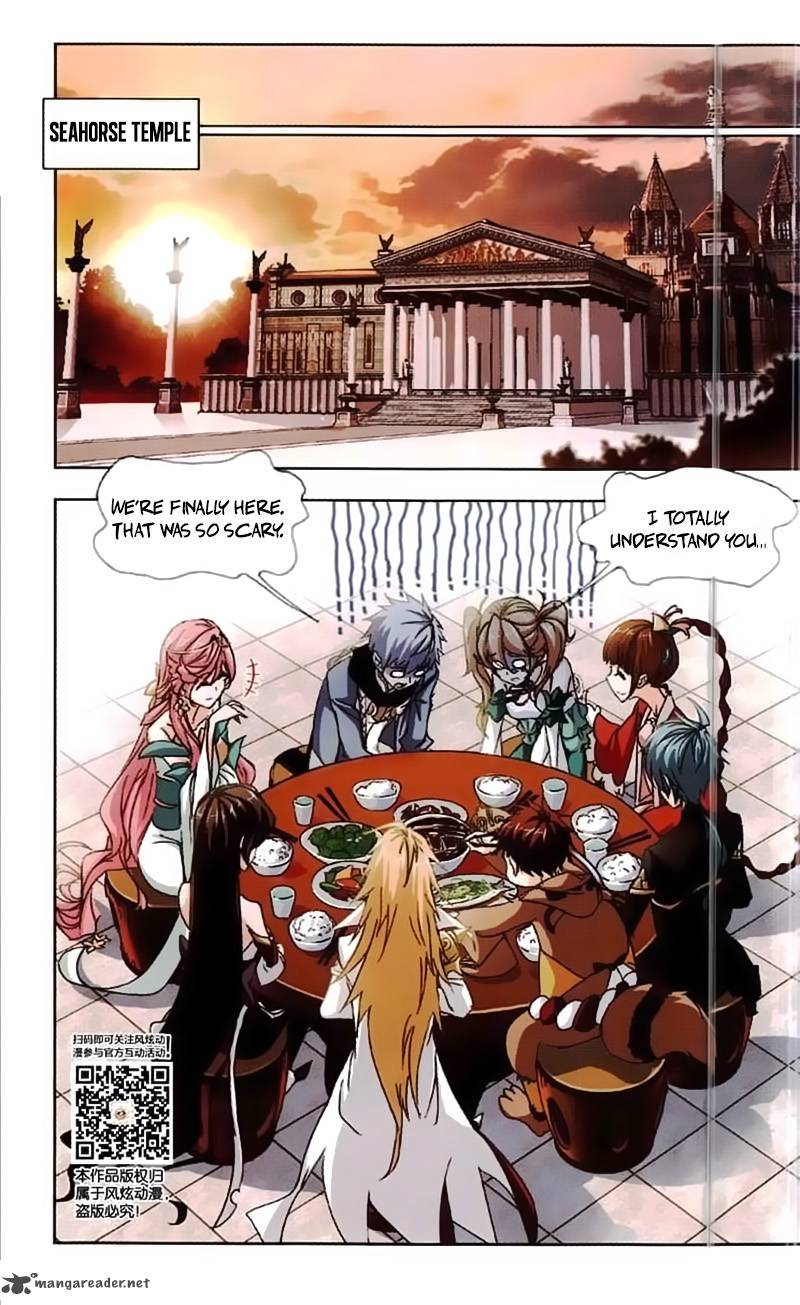 SEAHORSE TEMPLE
WE'RE FINALLY HERE.
THAT WAS SO SCARY.
I TOTALLY
UNDERSTAND YOU...
扫码即可关注风炫动
漫参与官方互动活动!
本作品版权归
属于风炫动漫,
盗版必究!
mangareader.net